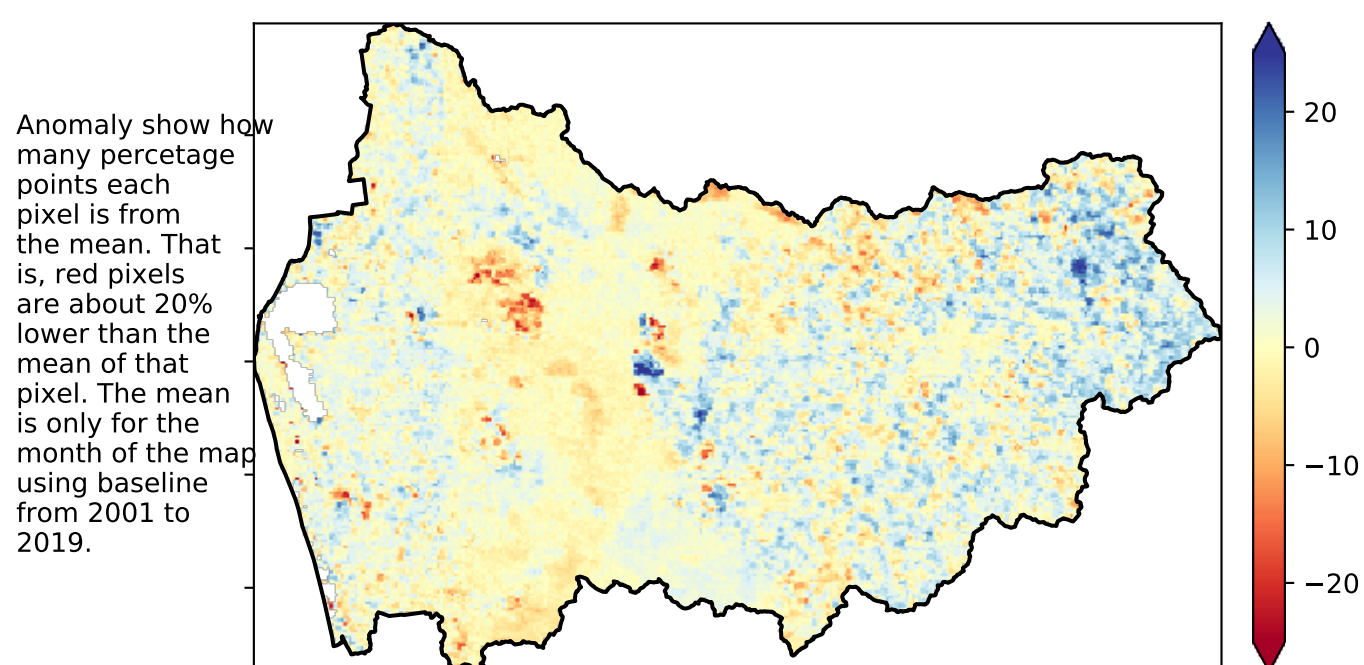 Anomaly show how
many percetage
points each
pixel is from
the mean. That
is, red pixels
are about 20%
lower than the
mean of that
pixel. The mean
is only for the
month of the map
using baseline
from 2001 to
2019.
20
10
0
−10
−20